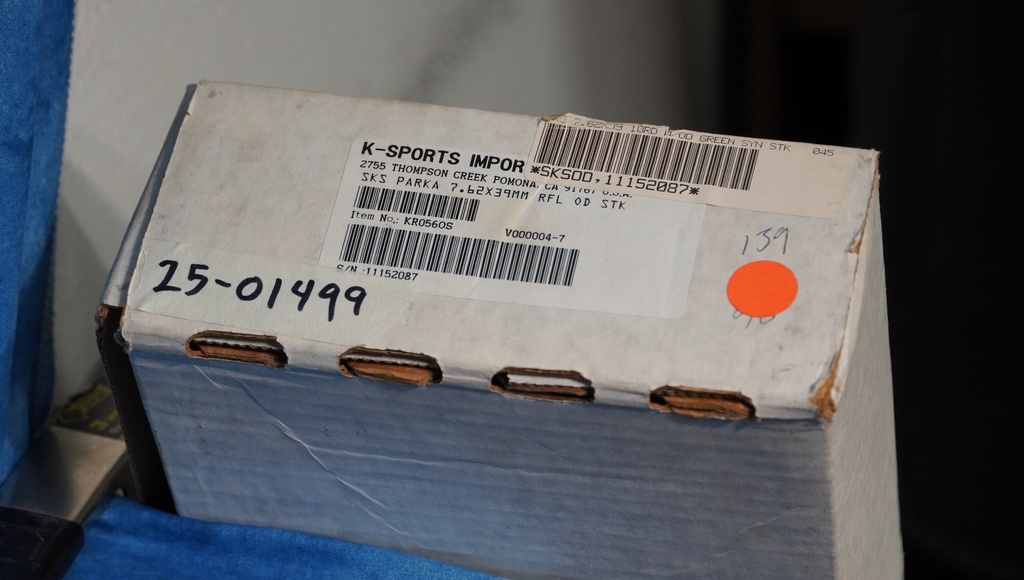 7.62X39 10RD W/OD GREEN SYN STK 045
*SKSOD,11152087*
K-SPORTS IMPOR
2755 THOMPSON CREEK POMONA, CA 91767 U.S.A.
SKS PARKA 7.62X39MM RFL OD STK
Item No.: KR056OS V000004-7
S/N :11152087
139
25-01499